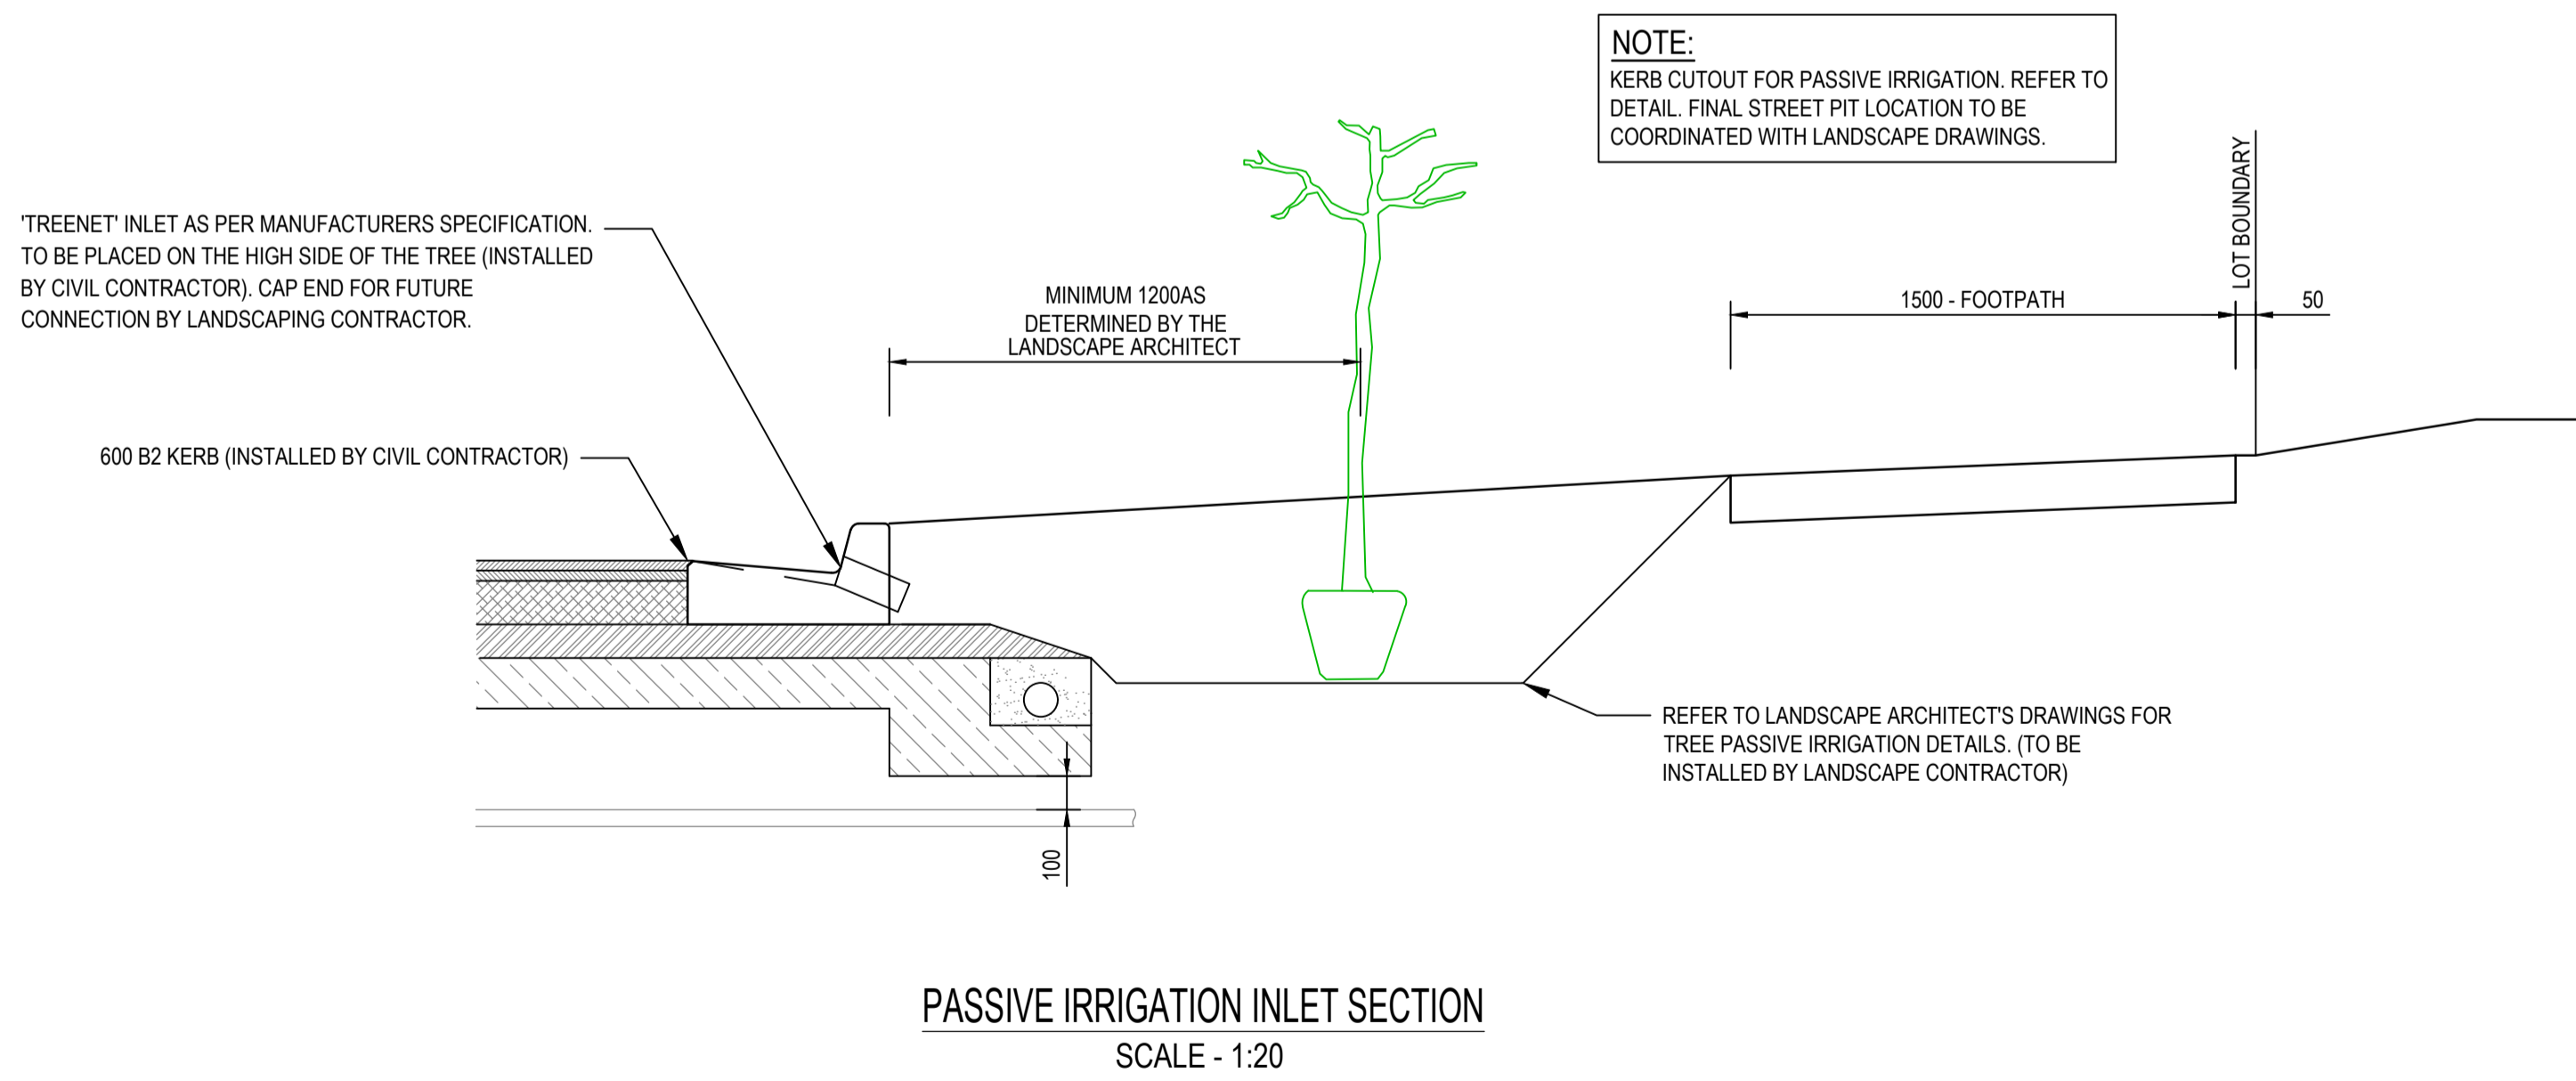 NOTE:
KERB CUTOUT FOR PASSIVE IRRIGATION. REFER TO
DETAIL. FINAL STREET PIT LOCATION TO BE
COORDINATED WITH LANDSCAPE DRAWINGS.
'TREENET' INLET AS PER MANUFACTURERS SPECIFICATION.
TO BE PLACED ON THE HIGH SIDE OF THE TREE (INSTALLED
BY CIVIL CONTRACTOR). CAP END FOR FUTURE
CONNECTION BY LANDSCAPING CONTRACTOR.
MINIMUM 1200AS
DETERMINED BY THE
LANDSCAPE ARCHITECT
1500 - FOOTPATH
LOT BOUNDARY
50
600 B2 KERB (INSTALLED BY CIVIL CONTRACTOR)
REFER TO LANDSCAPE ARCHITECT'S DRAWINGS FOR
TREE PASSIVE IRRIGATION DETAILS. (TO BE
INSTALLED BY LANDSCAPE CONTRACTOR)
100
PASSIVE IRRIGATION INLET SECTION
SCALE - 1:20